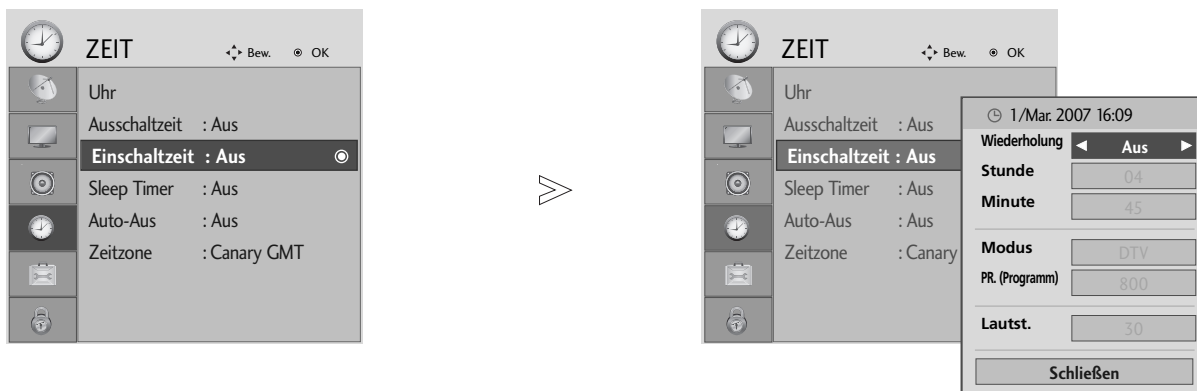 ZEIT Bew. OK
Uhr
Ausschaltzeit : Aus
Einschaltzeit : Aus
Sleep Timer : Aus
Auto-Aus : Aus
Zeitzone : Canary GMT
ZEIT Bew. OK
Uhr
Ausschaltzeit : Aus
Einschaltzeit : Aus
Sleep Timer : Aus
Auto-Aus : Aus
Zeitzone : Canary
1/Mar. 2007 16:09
Wiederholung ◄ Aus ►
Stunde 04
Minute 45
Modus DTV
PR. (Programm) 800
Lautst. 30
Schließen